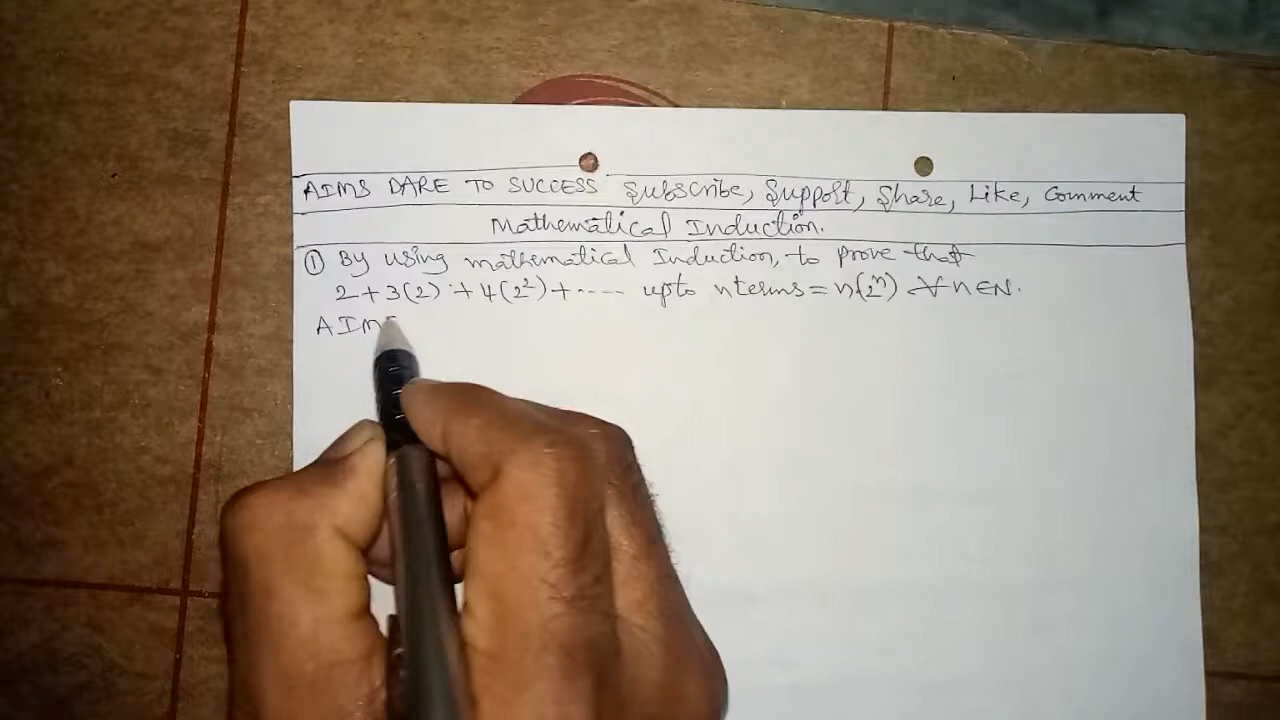 AIMS DARE TO SUCCESS Subscribe, Support, Share, Like, Comment
Mathematical Induction.
① By using mathematical Induction, to prove that
2+3(2)+4(2²)+---- upto n terms = n(2ⁿ) ∀ n ∈ N.
AIMS